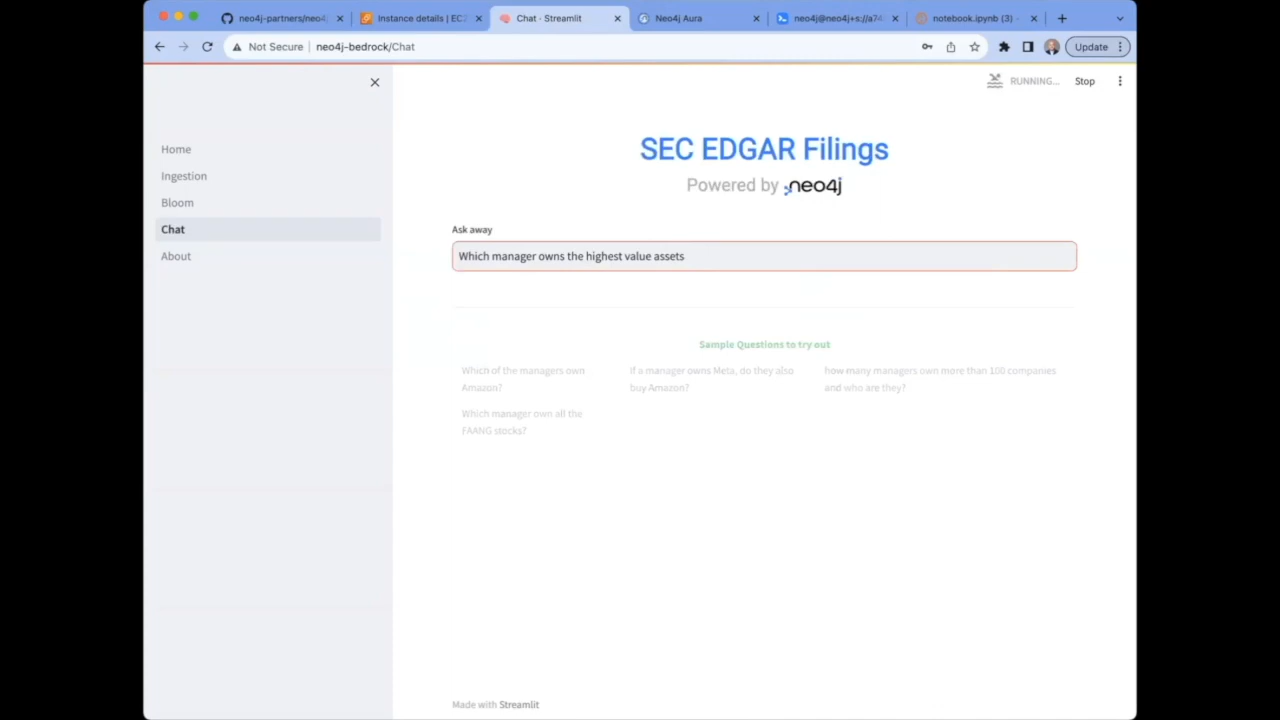 neo4j-partners/neo4j
Instance details | EC2
Chat · Streamlit
Neo4j Aura
neo4j@neo4j+s://a74
notebook.ipynb (3) -
Not Secure
neo4j-bedrock/Chat
Update
RUNNING...
Stop
Home
Ingestion
Bloom
Chat
About
SEC EDGAR Filings
Powered by neo4j
Ask away
Which manager owns the highest value assets
Sample Questions to try out
Which of the managers own
Amazon?
If a manager owns Meta, do they also
buy Amazon?
how many managers own more than 100 companies
and who are they?
Which manager own all the
FAANG stocks?
Made with Streamlit